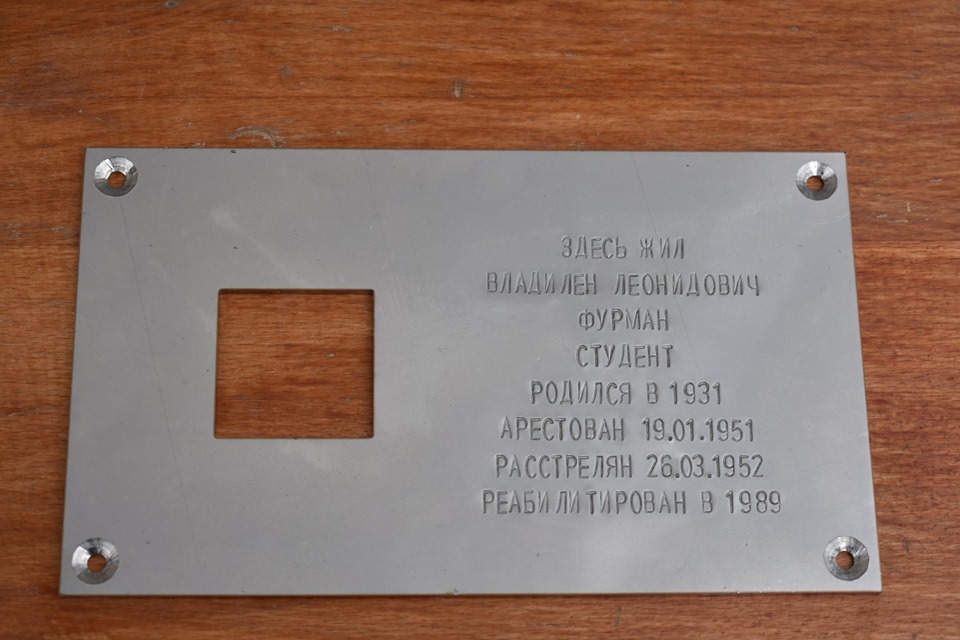 ЗДЕСЬ ЖИЛ
ВЛАДИЛЕН ЛЕОНИДОВИЧ
ФУРМАН
СТУДЕНТ
РОДИЛСЯ В 1931
АРЕСТОВАН 19.01.1951
РАССТРЕЛЯН 26.03.1952
РЕАБИЛИТИРОВАН В 1989